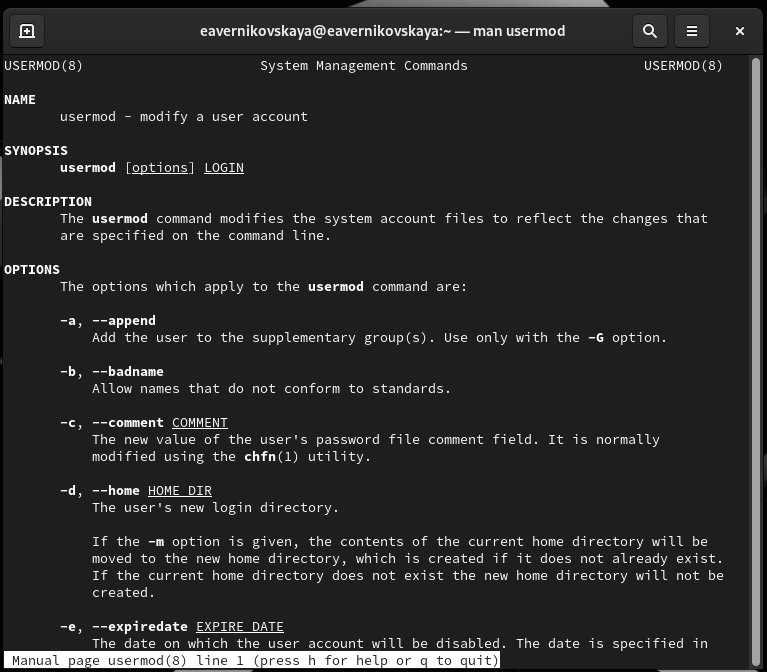 eavernikovskaya@eavernikovskaya:~ — man usermod
USERMOD(8) System Management Commands USERMOD(8)
NAME
usermod - modify a user account
SYNOPSIS
usermod [options] LOGIN
DESCRIPTION
The usermod command modifies the system account files to reflect the changes that
are specified on the command line.
OPTIONS
The options which apply to the usermod command are:
-a, --append
Add the user to the supplementary group(s). Use only with the -G option.
-b, --badname
Allow names that do not conform to standards.
-c, --comment COMMENT
The new value of the user's password file comment field. It is normally
modified using the chfn(1) utility.
-d, --home HOME_DIR
The user's new login directory.
If the -m option is given, the contents of the current home directory will be
moved to the new home directory, which is created if it does not already exist.
If the current home directory does not exist the new home directory will not be
created.
-e, --expiredate EXPIRE_DATE
The date on which the user account will be disabled. The date is specified in
Manual page usermod(8) line 1 (press h for help or q to quit)